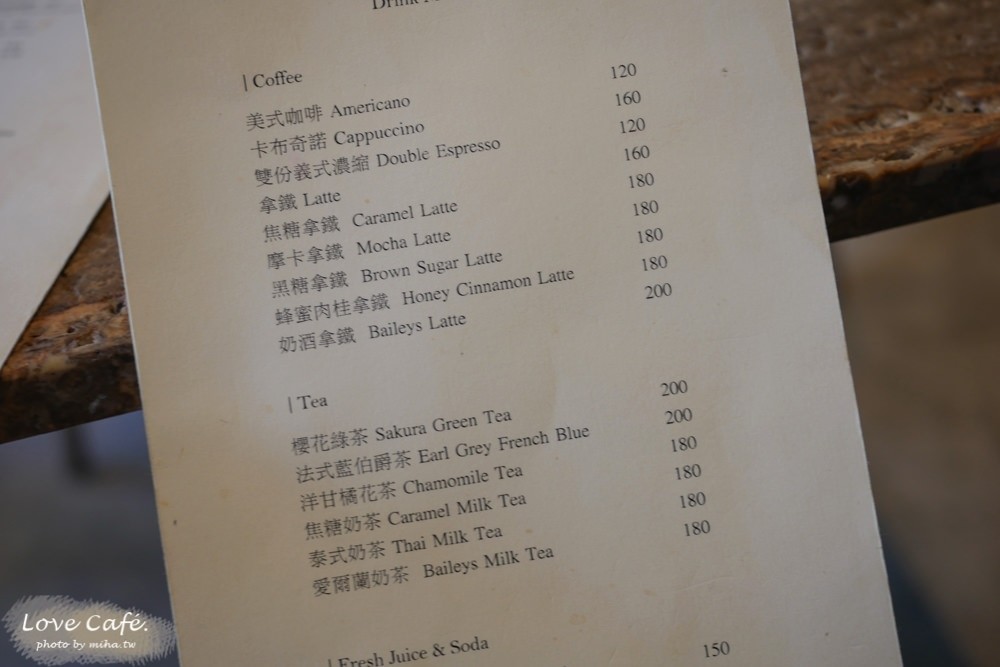 Drink
| Coffee
美式咖啡 Americano 120
卡布奇諾 Cappuccino 160
雙份義式濃縮 Double Espresso 120
拿鐵 Latte 160
焦糖拿鐵 Caramel Latte 180
摩卡拿鐵 Mocha Latte 180
黑糖拿鐵 Brown Sugar Latte 180
蜂蜜肉桂拿鐵 Honey Cinnamon Latte 180
奶酒拿鐵 Baileys Latte 200
| Tea
櫻花綠茶 Sakura Green Tea 200
法式藍伯爵茶 Earl Grey French Blue 200
洋甘橘花茶 Chamomile Tea 180
焦糖奶茶 Caramel Milk Tea 180
泰式奶茶 Thai Milk Tea 180
愛爾蘭奶茶 Baileys Milk Tea 180
| Fresh Juice & Soda
150
Love Café.
photo by miha.tw